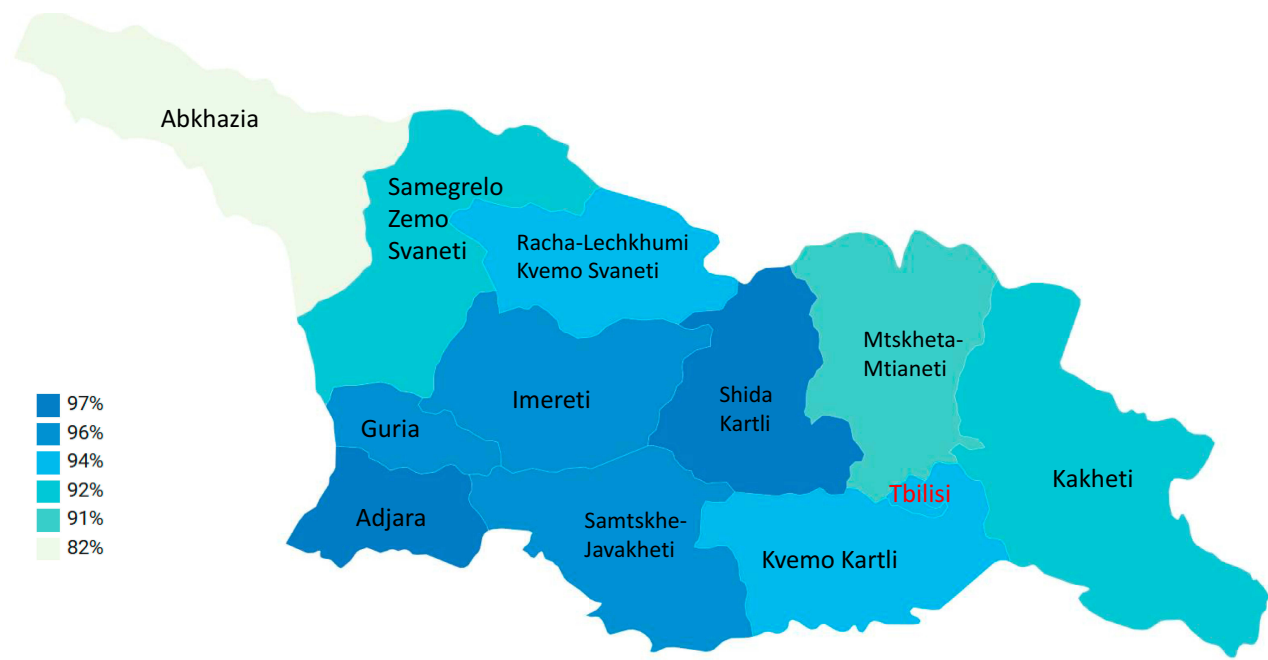 Abkhazia
Samegrelo
Zemo
Svaneti
Racha-Lechkhumi
Kvemo Svaneti
Mtskheta-
Mtianeti
Imereti
Shida
Kartli
Guria
Kakheti
Tbilisi
Adjara
Samtskhe-
Javakheti
Kvemo Kartli
97%
96%
94%
92%
91%
82%